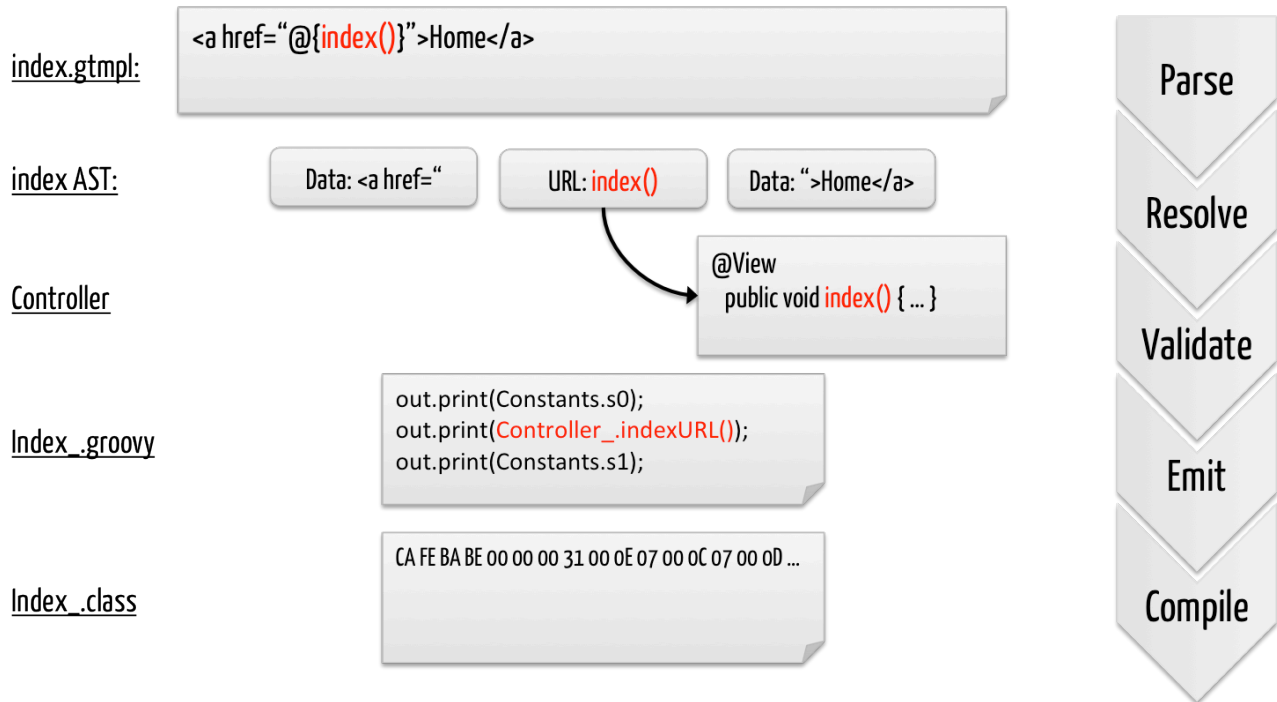 <a href=“@{index()}”>Home</a>
index.gtmpl:
Parse
index AST:
Data: <a href=“
URL: index()
Data: “>Home</a>
Resolve
Controller
@View
public void index() { ... }
Validate
Index_.groovy
out.print(Constants.s0);
out.print(Controller_.indexURL());
out.print(Constants.s1);
Emit
Index_.class
CA FE BA BE 00 00 00 31 00 0E 07 00 0C 07 00 0D ...
Compile